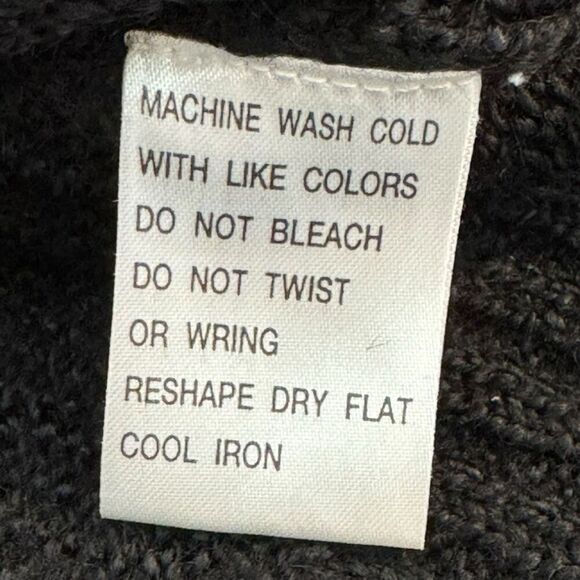 MACHINE WASH COLD
WITH LIKE COLORS
DO NOT BLEACH
DO NOT TWIST
OR WRING
RESHAPE DRY FLAT
COOL IRON